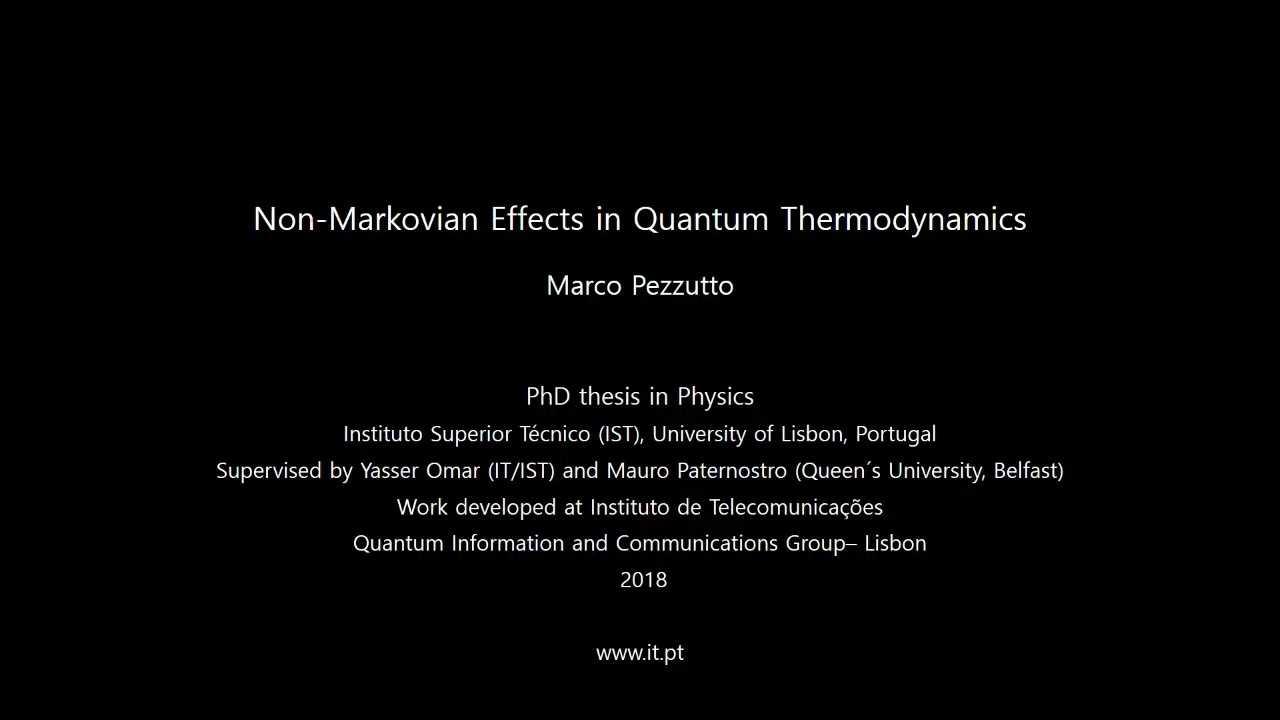 Non-Markovian Effects in Quantum Thermodynamics
Marco Pezzutto
PhD thesis in Physics
Instituto Superior Técnico (IST), University of Lisbon, Portugal
Supervised by Yasser Omar (IT/IST) and Mauro Paternostro (Queen´s University, Belfast)
Work developed at Instituto de Telecomunicações
Quantum Information and Communications Group– Lisbon
2018
www.it.pt